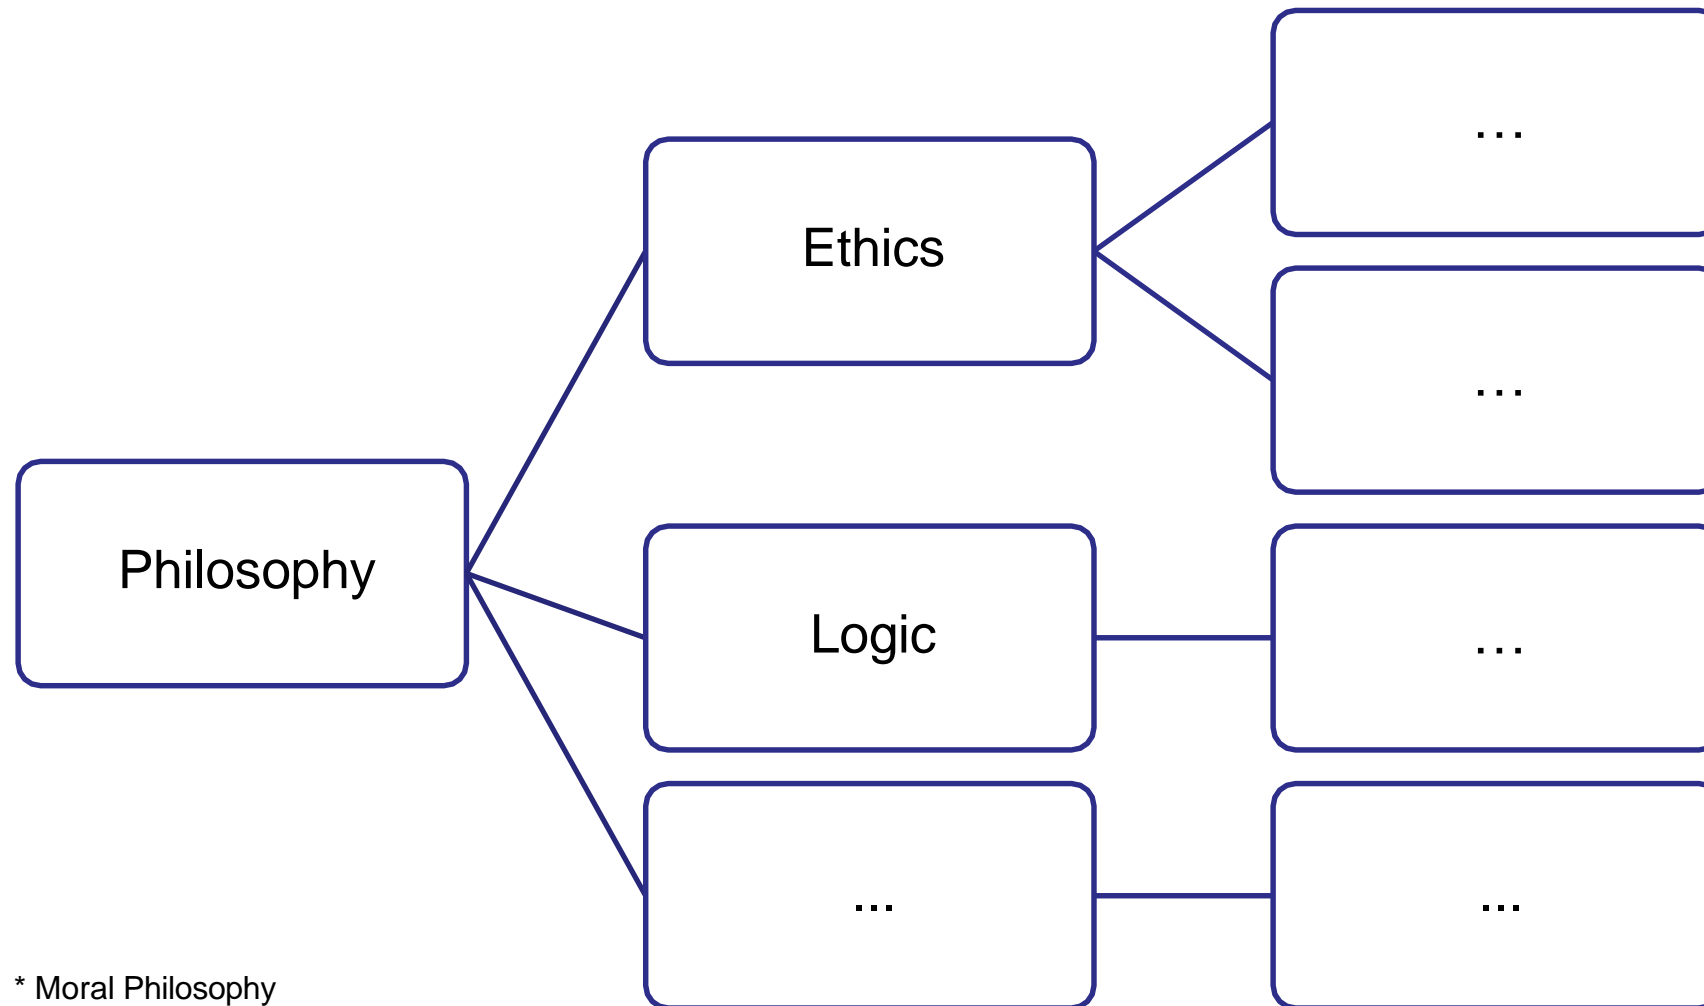 …
Ethics
…
Philosophy
Logic
…
...
...
* Moral Philosophy